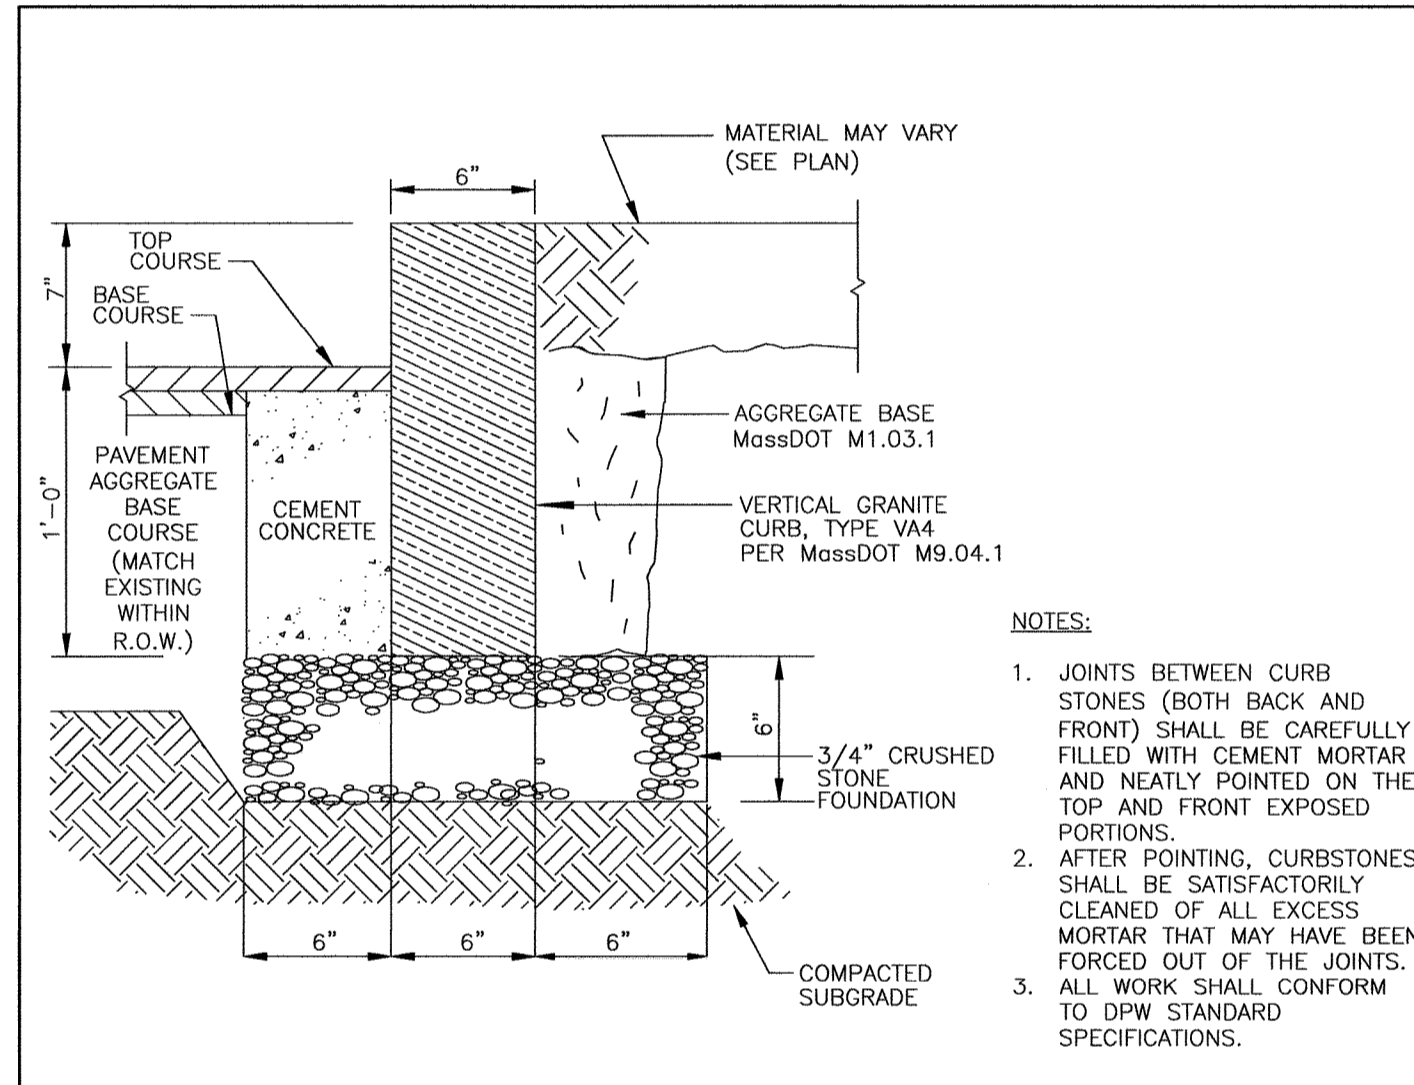 MATERIAL MAY VARY
(SEE PLAN)
6"
TOP
COURSE
7"
BASE
COURSE
AGGREGATE BASE
MassDOT M1.03.1
PAVEMENT
AGGREGATE
BASE
COURSE
(MATCH
EXISTING
WITHIN
R.O.W.)
1'-0"
CEMENT
CONCRETE
VERTICAL GRANITE
CURB, TYPE VA4
PER MassDOT M9.04.1
6"
3/4" CRUSHED
STONE
FOUNDATION
6"
6"
6"
COMPACTED
SUBGRADE
NOTES:
1. JOINTS BETWEEN CURB
STONES (BOTH BACK AND
FRONT) SHALL BE CAREFULLY
FILLED WITH CEMENT MORTAR
AND NEATLY POINTED ON THE
TOP AND FRONT EXPOSED
PORTIONS.
2. AFTER POINTING, CURBSTONES
SHALL BE SATISFACTORILY
CLEANED OF ALL EXCESS
MORTAR THAT MAY HAVE BEEN
FORCED OUT OF THE JOINTS.
3. ALL WORK SHALL CONFORM
TO DPW STANDARD
SPECIFICATIONS.